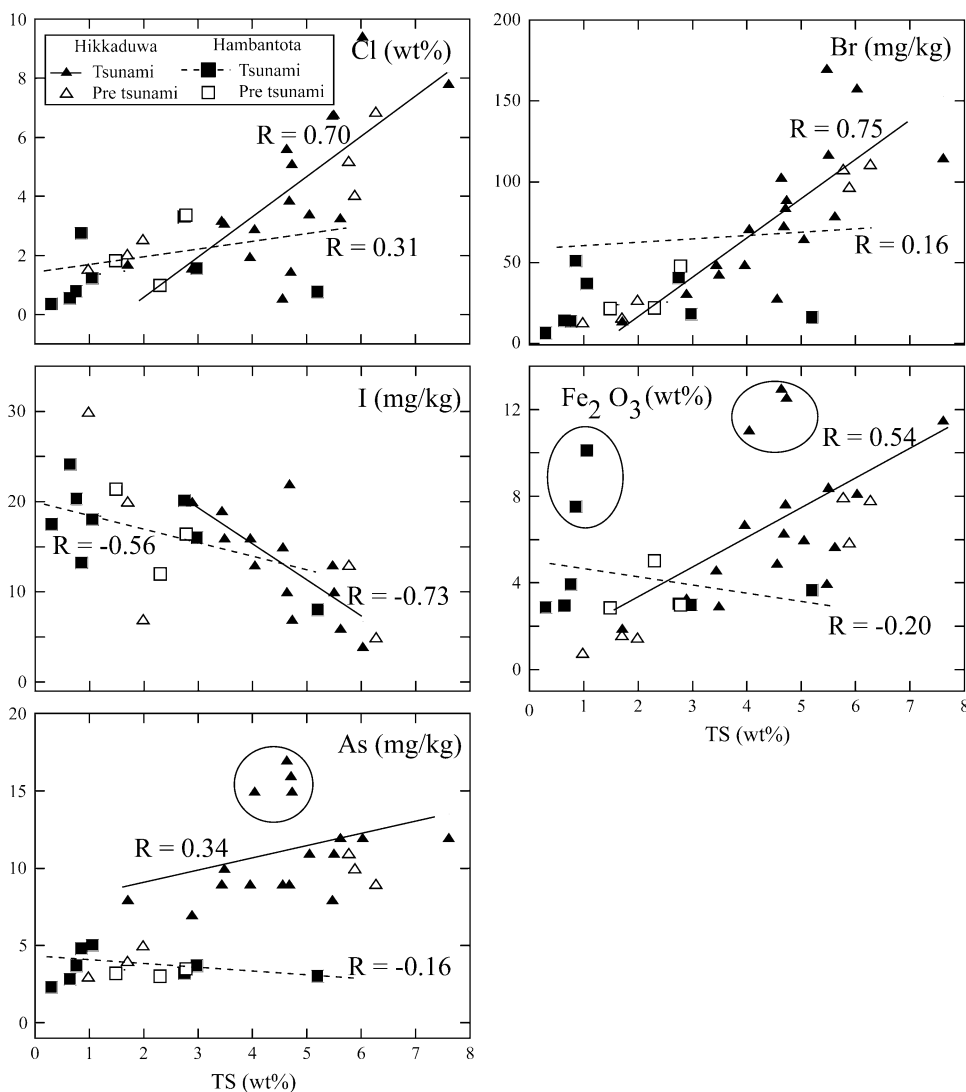 10
8
6
4
2
0
Hikkaduwa Hambantota
Tsunami Tsunami
Pre tsunami Pre tsunami
Cl (wt%)
R = 0.70
R = 0.31
200
150
100
50
0
Br (mg/kg)
R = 0.75
R = 0.16
30
20
10
0
I (mg/kg)
R = -0.56
R = -0.73
12
8
4
0
Fe2 O3 (wt%)
R = 0.54
R = -0.20
0 1 2 3 4 5 6 7 8
TS (wt%)
20
15
10
5
0
As (mg/kg)
R = 0.34
R = -0.16
0 1 2 3 4 5 6 7 8
TS (wt%)